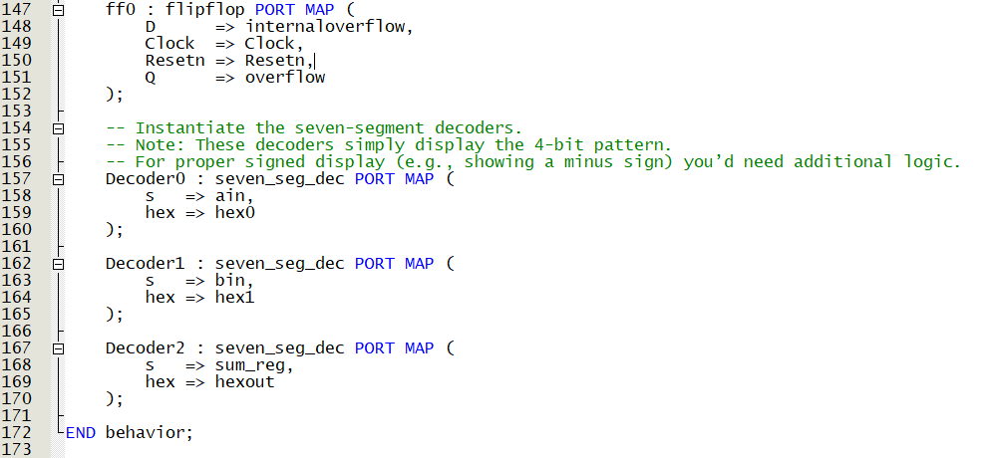 147 ff0 : flipflop PORT MAP (
148 D => internaloverflow,
149 Clock => Clock,
150 Resetn => Resetn,
151 Q => overflow
152 );
153
154 -- Instantiate the seven-segment decoders.
155 -- Note: These decoders simply display the 4-bit pattern.
156 -- For proper signed display (e.g., showing a minus sign) you’d need additional logic.
157 Decoder0 : seven_seg_dec PORT MAP (
158 s => ain,
159 hex => hex0
160 );
161
162 Decoder1 : seven_seg_dec PORT MAP (
163 s => bin,
164 hex => hex1
165 );
166
167 Decoder2 : seven_seg_dec PORT MAP (
168 s => sum_reg,
169 hex => hexout
170 );
171
172 END behavior;
173